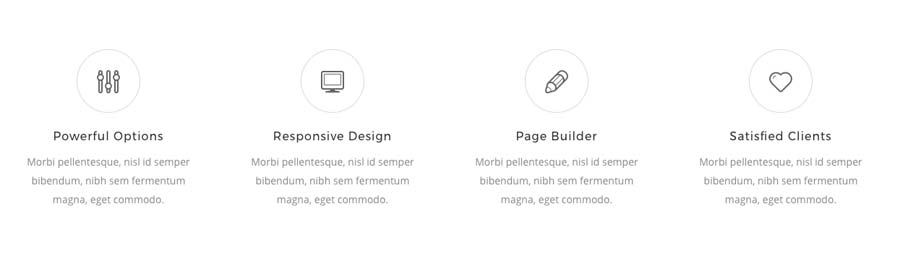 Powerful Options
Morbi pellentesque, nisl id semper
bibendum, nibh sem fermentum
magna, eget commodo.
Responsive Design
Morbi pellentesque, nisl id semper
bibendum, nibh sem fermentum
magna, eget commodo.
Page Builder
Morbi pellentesque, nisl id semper
bibendum, nibh sem fermentum
magna, eget commodo.
Satisfied Clients
Morbi pellentesque, nisl id semper
bibendum, nibh sem fermentum
magna, eget commodo.